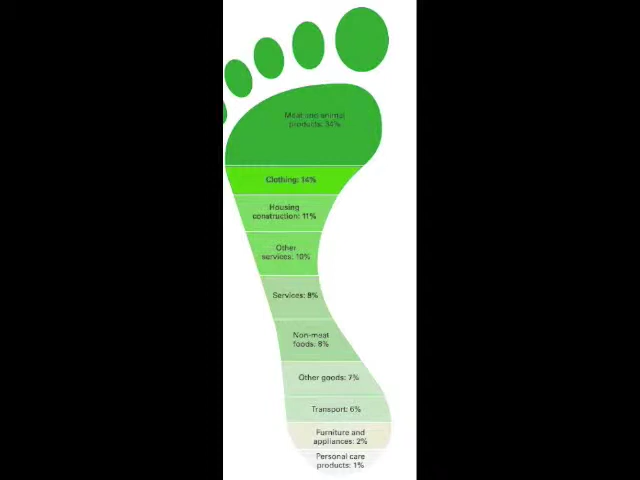 Meat and animal
products: 34%
Clothing: 14%
Housing
construction: 11%
Other
services: 10%
Services: 8%
Non-meat
foods: 8%
Other goods: 7%
Transport: 6%
Furniture and
appliances: 2%
Personal care
products: 1%